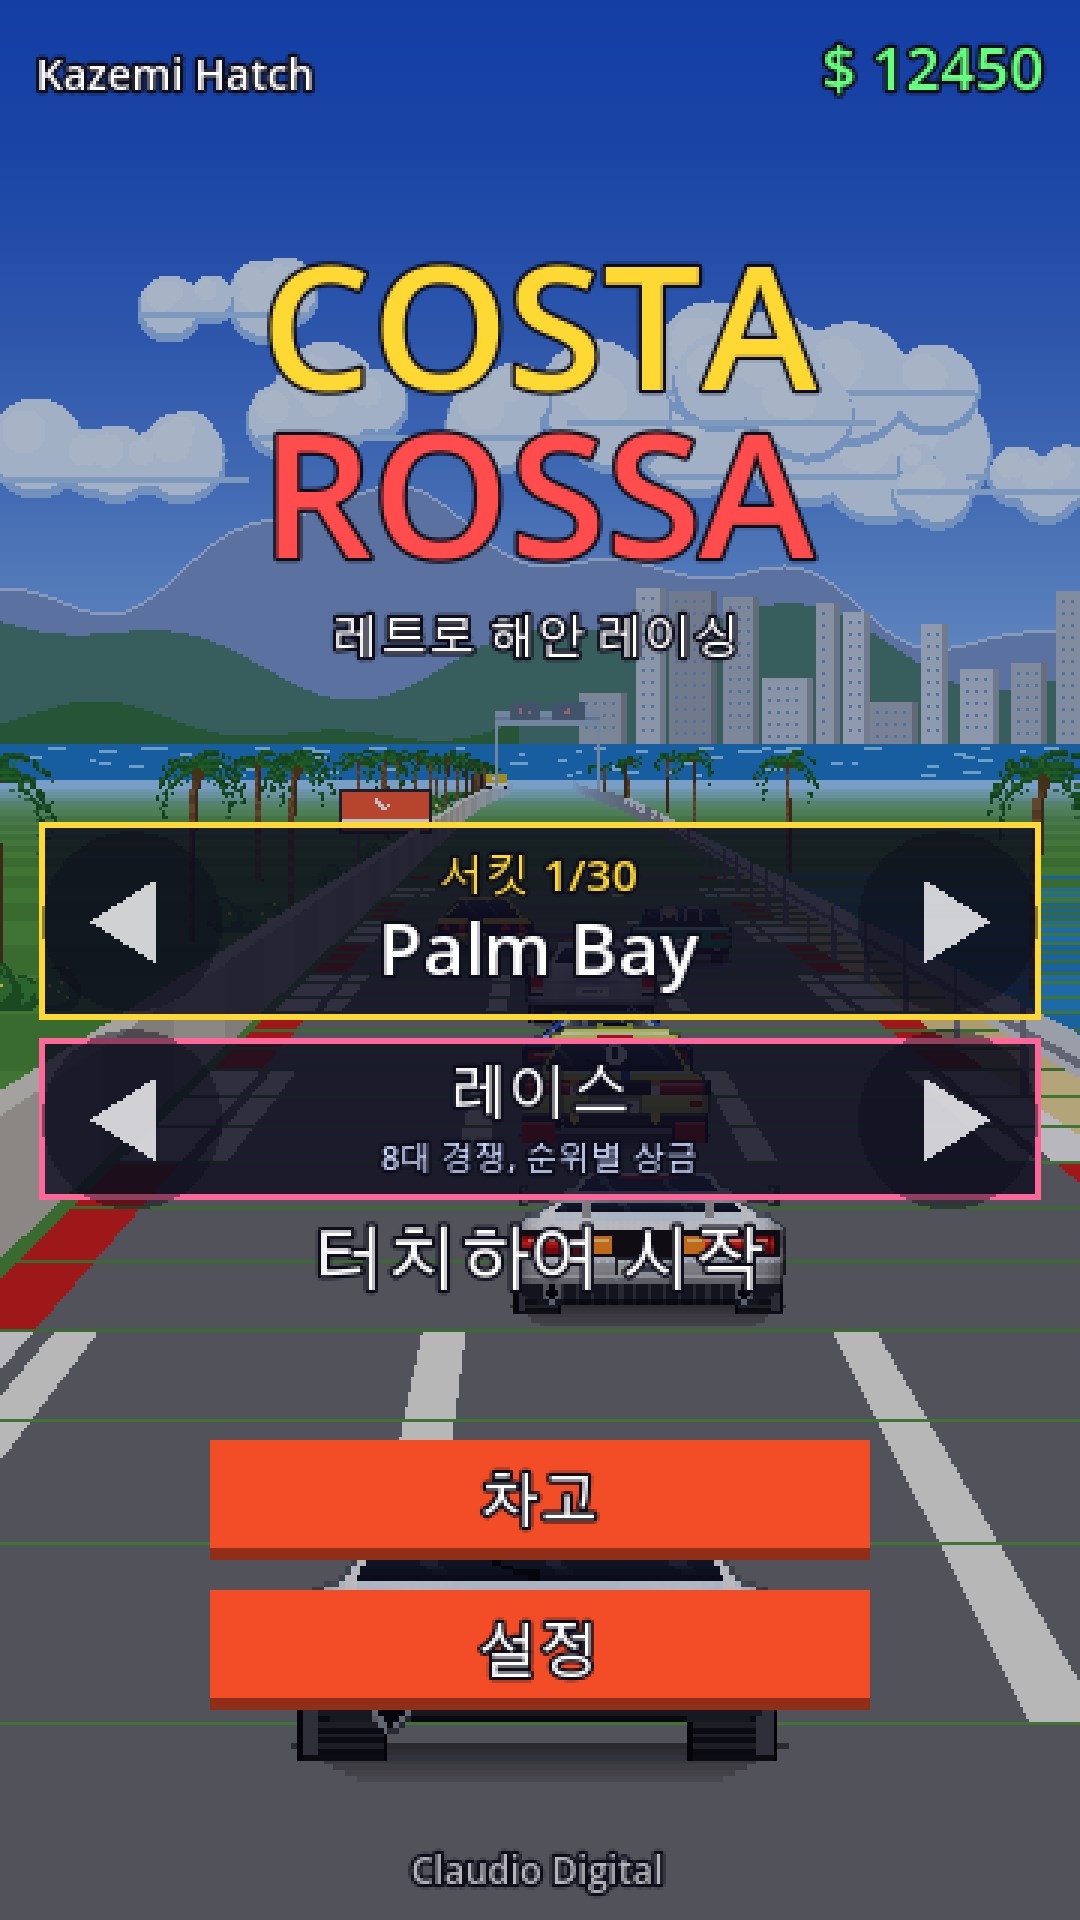 Kazemi Hatch
$ 12450
COSTA
ROSSA
레트로 해안 레이싱
서킷 1/30
Palm Bay
레이스
8대 경쟁, 순위별 상금
터치하여 시작
차고
설정
Claudio Digital